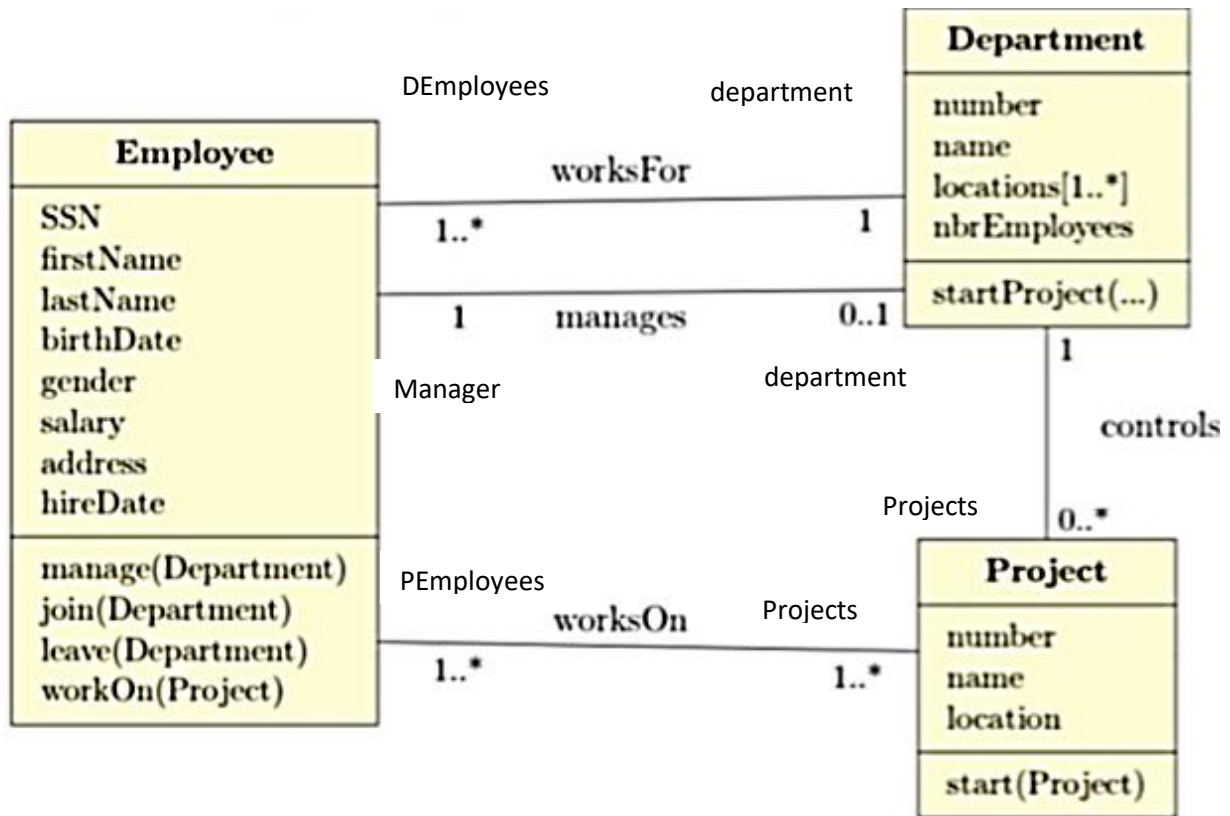 Department
number
name
locations[1..*]
nbrEmployees
startProject(...)
DEmployees
department
worksFor
1..*
1
1
manages
0..1
Manager
department
Employee
SSN
firstName
lastName
birthDate
gender
salary
address
hireDate
manage(Department)
join(Department)
leave(Department)
workOn(Project)
1
controls
Projects
0..*
PEmployees
worksOn
Projects
1..*
1..*
Project
number
name
location
start(Project)